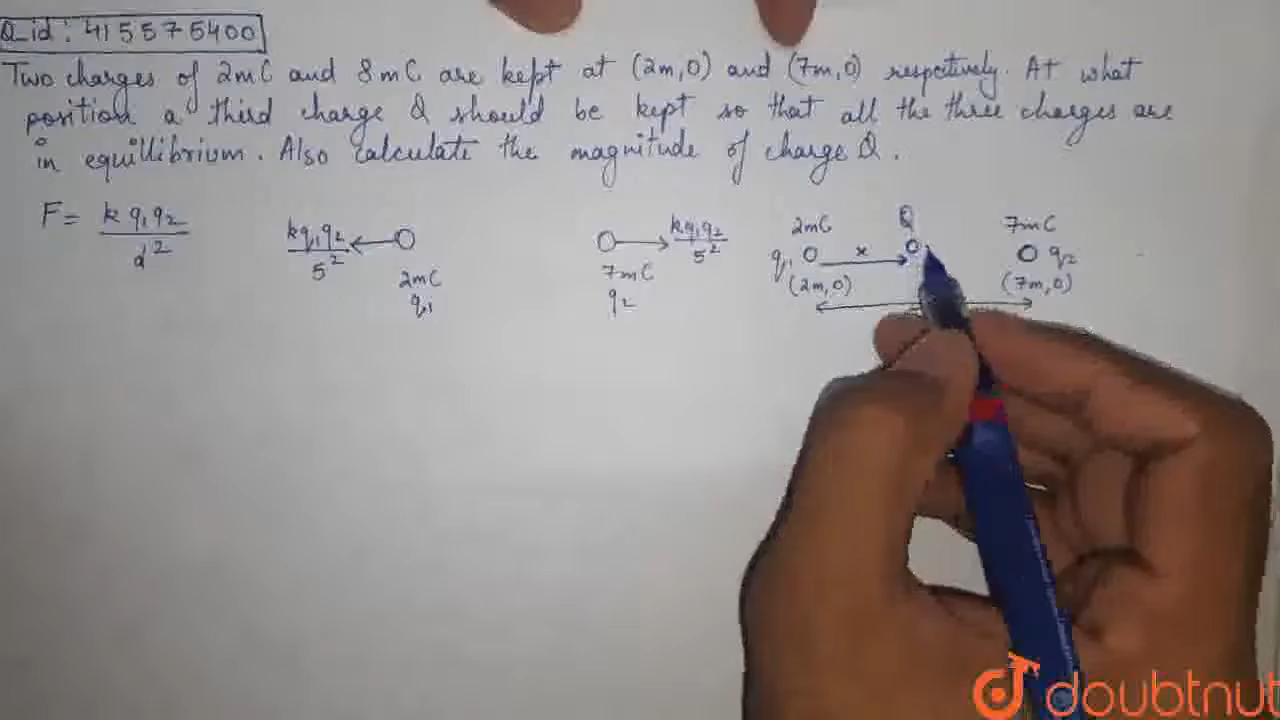 Q_id : 415575400
Two charges of 2mC and 8mC are kept at (2m,0) and (7m,0) respectively. At what
position a third charge Q should be kept so that all the three charges are
in equillibrium. Also calculate the magnitude of charge Q.
F = k q1 q2 / d²
kq1q2 / 5²
2mC
q1
kq1q2 / 5²
7mC
q2
2mC Q 7mC
q1 x q2
(2m,0) (7m,0)
doubtnut